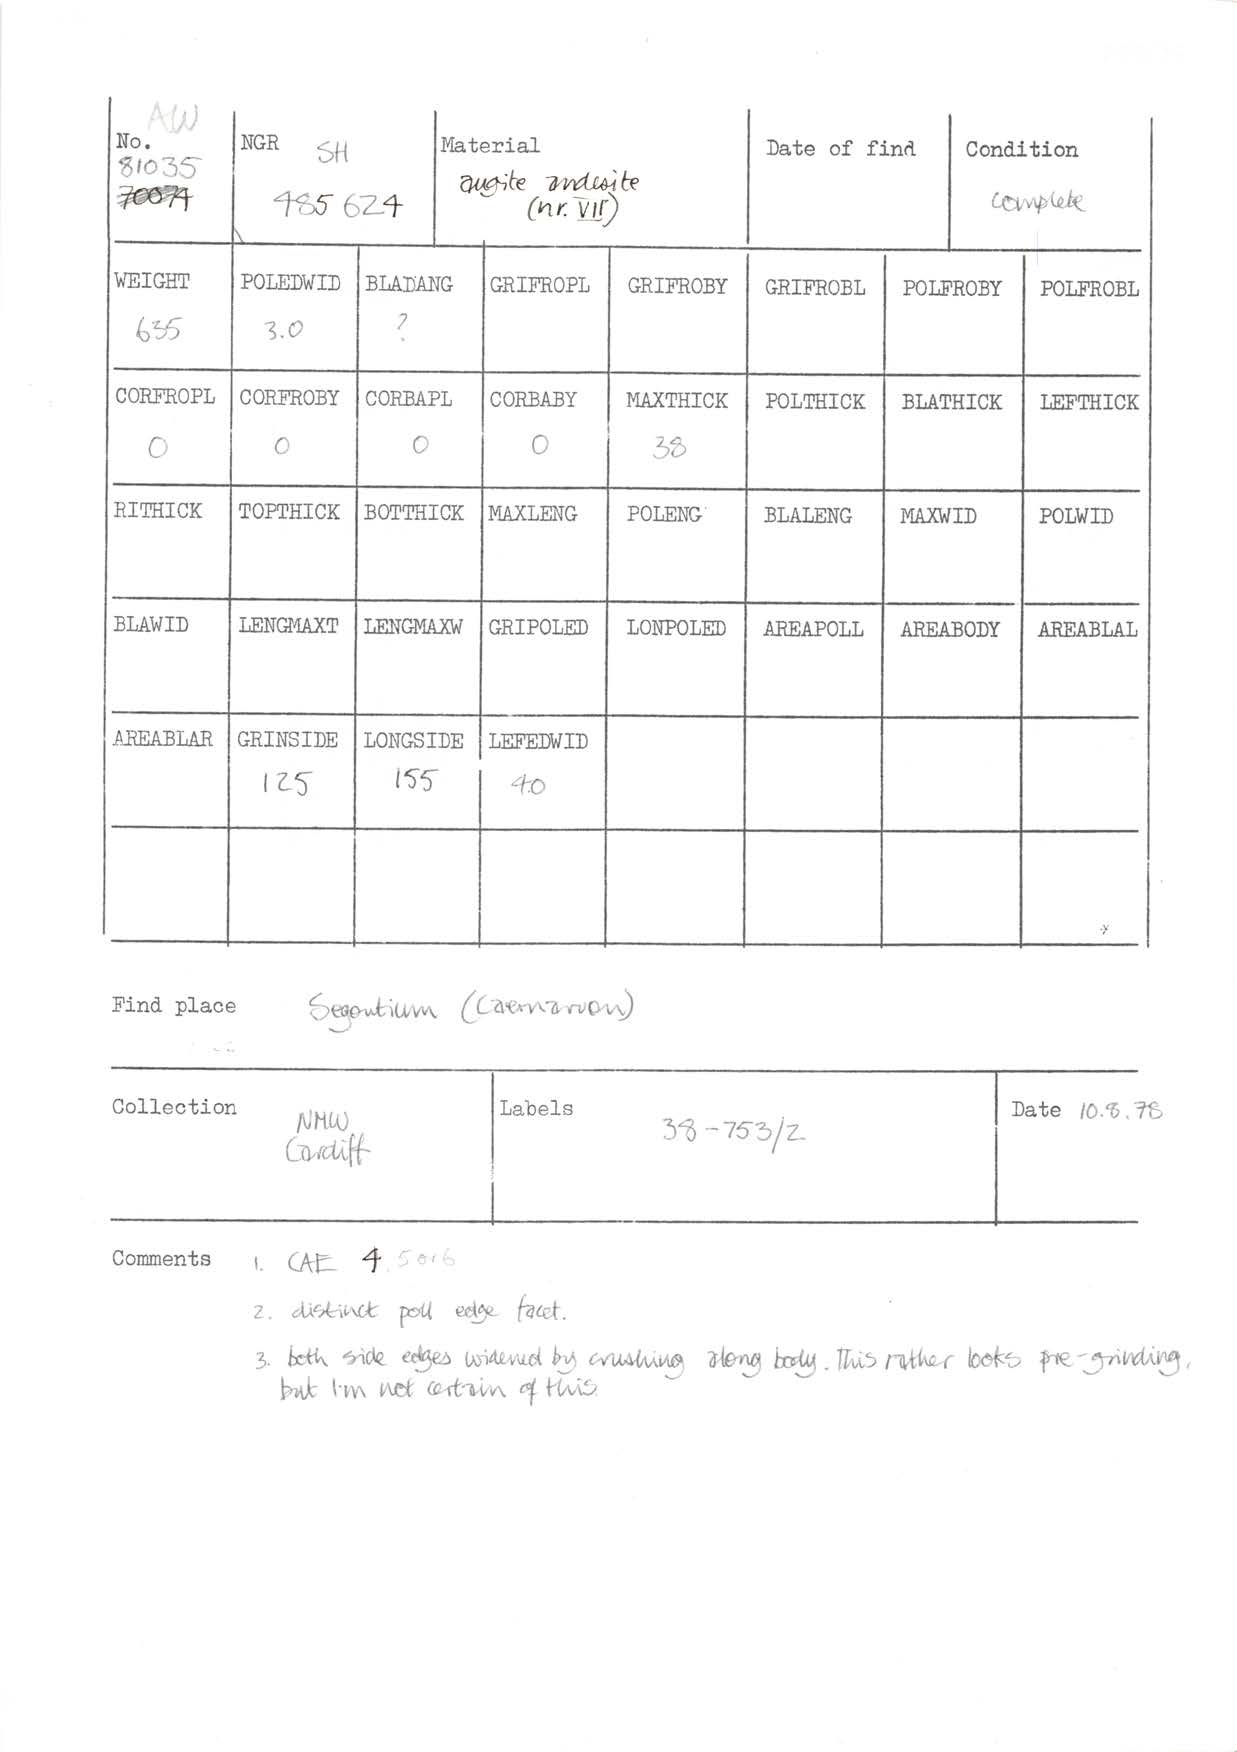 AW
No. NGR SH Material Date of find Condition
81035 augite andesite complete
70074 485 624 (nr. VII)
WEIGHT POLEDWID BLADANG GRIFROPL GRIFROBY GRIFROBL POLFROBY POLFROBL
635 3.0 ?
CORFROPL CORFROBY CORBAPL CORBABY MAXTHICK POLTHICK BLATHICK LEFTHICK
0 0 0 0 38
RITHICK TOPTHICK BOTTHICK MAXLENG POLENG BLALENG MAXWID POLWID
BLAWID LENGMAXT LENGMAXW GRIPOLED LONPOLED AREAPOLL AREABODY AREABLAL
AREABLAR GRINSIDE LONGSIDE LEFEDWID
125 155 4.0
Find place Segontium (Caernarvon)
Collection Labels Date 10.8.78
NMW 38-753/2
Cardiff
Comments 1. CAE 4 5016
2. distinct poll edge facet.
3. both side edges widened by crushing along body. This rather looks pre-grinding,
but I'm not certain of this.